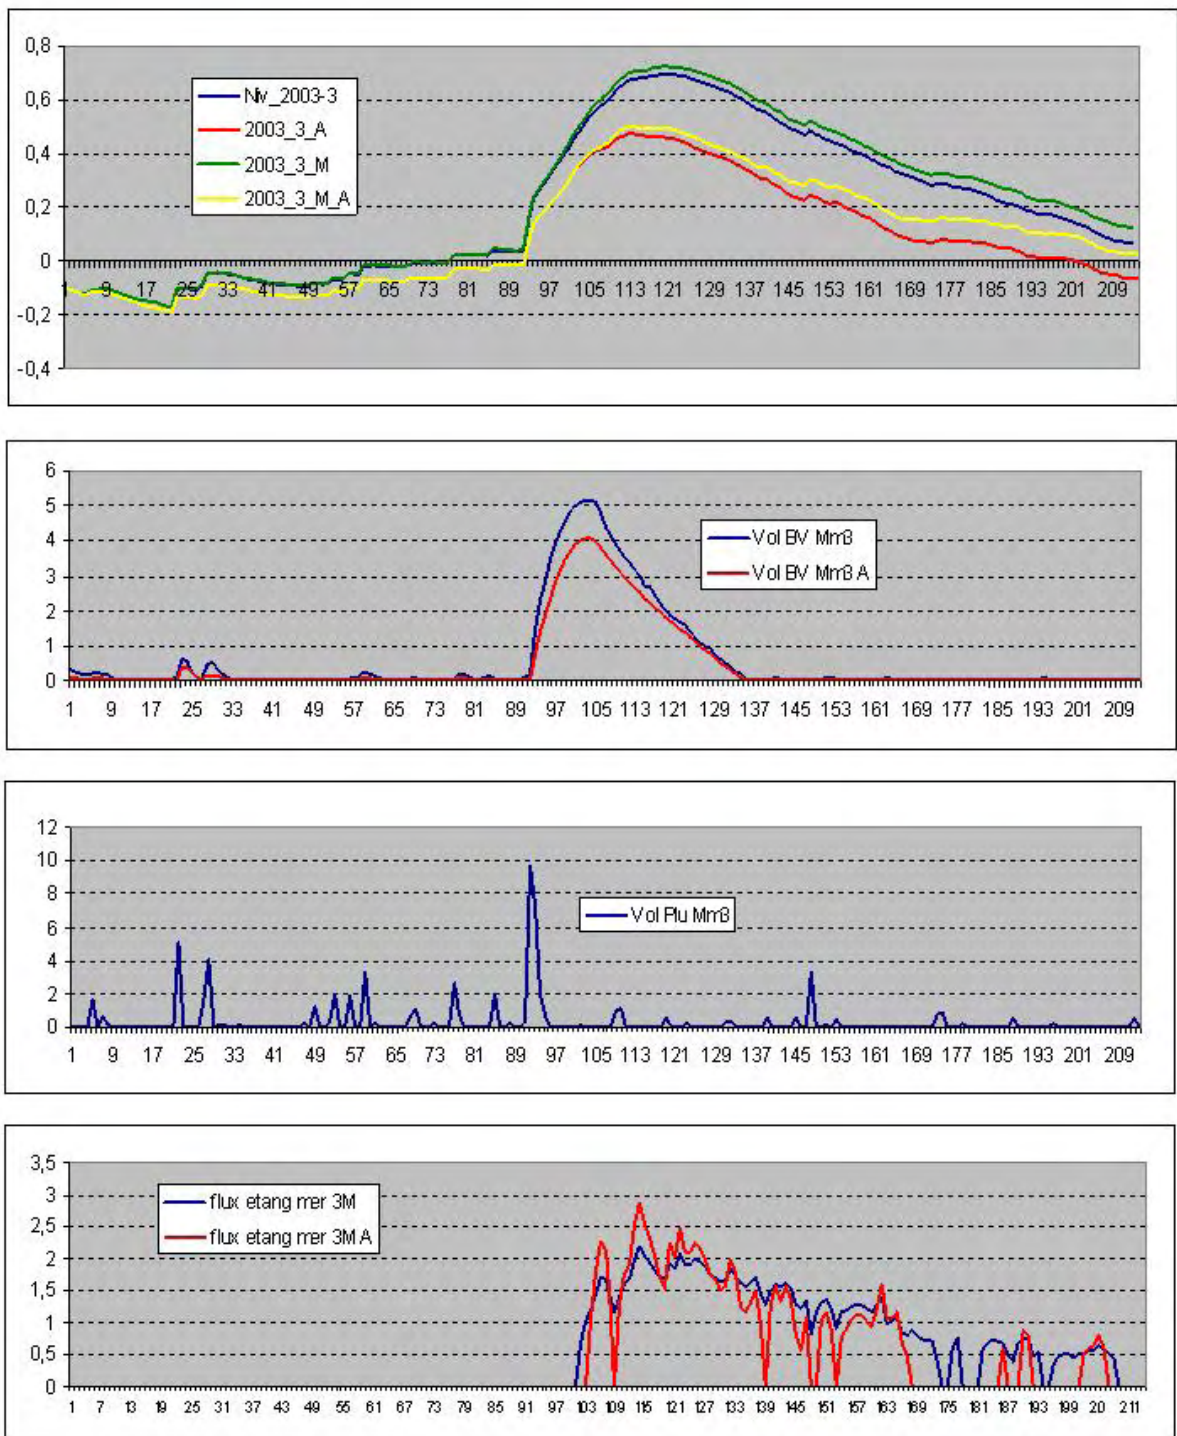 0,8
0,6
0,4
0,2
0
-0,2
-0,4
Niv_2003-3
2003_3_A
2003_3_M
2003_3_M_A
1 9 17 25 33 41 49 57 65 73 81 89 97 105 113 121 129 137 145 153 161 169 177 185 193 201 209
6
5
4
3
2
1
0
Vol BV Mm3
Vol BV Mm3 A
1 9 17 25 33 41 49 57 65 73 81 89 97 105 113 121 129 137 145 153 161 169 177 185 193 201 209
12
10
8
6
4
2
0
Vol Plu Mm3
1 9 17 25 33 41 49 57 65 73 81 89 97 105 113 121 129 137 145 153 161 169 177 185 193 201 209
3,5
3
2,5
2
1,5
1
0,5
0
flux etang mer 3M
flux etang mer 3M A
1 7 13 19 25 31 37 43 49 55 61 67 73 79 85 91 97 103 109 115 121 127 133 139 145 151 157 163 169 175 181 187 193 199 20 211